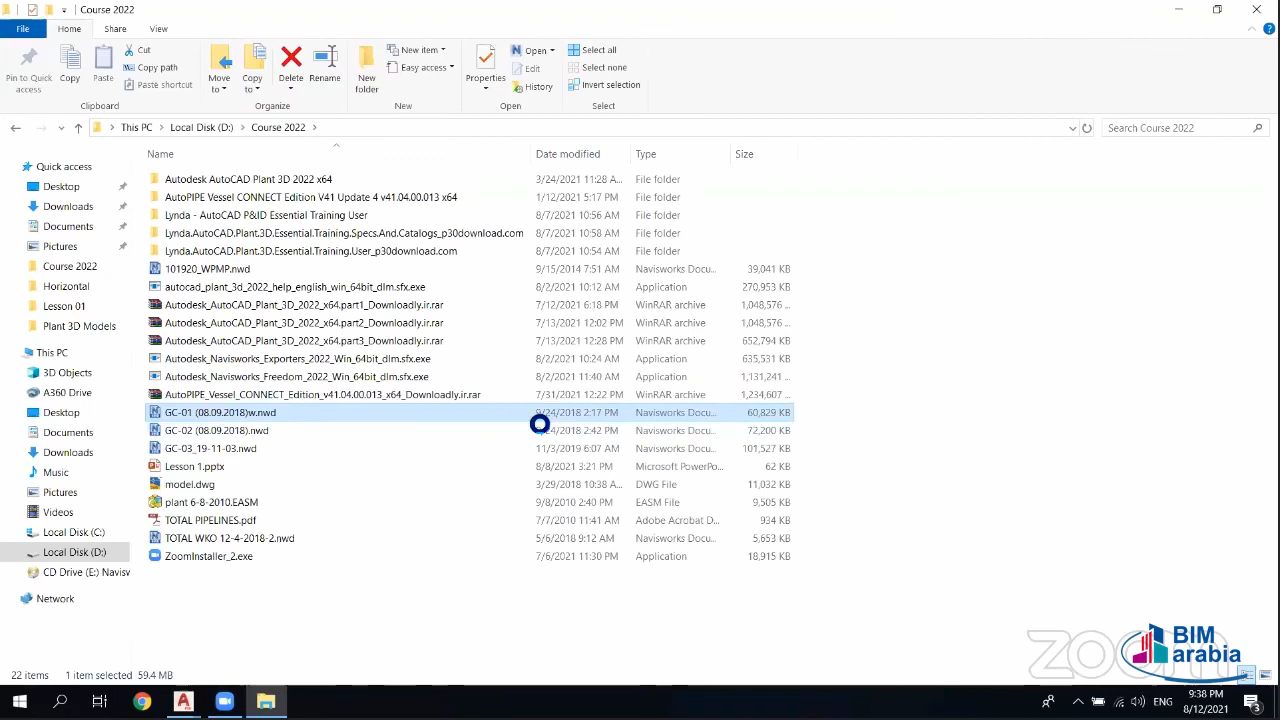 Course 2022
File Home Share View
Pin to Quick access
Copy
Paste
Cut
Copy path
Paste shortcut
Clipboard
Move to
Copy to
Delete
Rename
Organize
New folder
New item
Easy access
New
Properties
Open
Edit
History
Open
Select all
Select none
Invert selection
Select
This PC > Local Disk (D:) > Course 2022 >
Search Course 2022
Name Date modified Type Size
Autodesk AutoCAD Plant 3D 2022 x64 3/24/2021 11:28 A... File folder
AutoPIPE Vessel CONNECT Edition V41 Update 4 v41.04.00.013 x64 1/12/2021 5:17 PM File folder
Lynda - AutoCAD P&ID Essential Training User 8/7/2021 10:56 AM File folder
Lynda.AutoCAD.Plant.3D.Essential.Training.Specs.And.Catalogs_p30download.com 8/7/2021 10:58 AM File folder
Lynda.AutoCAD.Plant.3D.Essential.Training.User_p30download.com 8/7/2021 10:54 AM File folder
101920_WPMP.nwd 9/15/2014 7:51 AM Navisworks Docu... 39,041 KB
autocad_plant_3d_2022_help_english_win_64bit_dlm.sfx.exe 8/2/2021 10:12 AM Application 270,953 KB
Autodesk_AutoCAD_Plant_3D_2022_x64.part1_Downloadly.ir.rar 7/12/2021 6:18 PM WinRAR archive 1,048,576 ...
Autodesk_AutoCAD_Plant_3D_2022_x64.part2_Downloadly.ir.rar 7/13/2021 12:02 PM WinRAR archive 1,048,576 ...
Autodesk_AutoCAD_Plant_3D_2022_x64.part3_Downloadly.ir.rar 7/13/2021 12:28 PM WinRAR archive 652,794 KB
Autodesk_Navisworks_Exporters_2022_Win_64bit_dlm.sfx.exe 8/2/2021 10:24 AM Application 635,531 KB
Autodesk_Navisworks_Freedom_2022_Win_64bit_dlm.sfx.exe 8/2/2021 11:40 AM Application 1,131,241 ...
AutoPIPE_Vessel_CONNECT_Edition_v41.04.00.013_x64_Downloadly.ir.rar 7/31/2021 12:22 PM WinRAR archive 1,234,607 ...
GC-01 (08.09.2018)w.nwd 9/24/2018 2:17 PM Navisworks Docu... 60,829 KB
GC-02 (08.09.2018).nwd 2:42 PM Navisworks Docu... 72,200 KB
GC-03_19-11-03.nwd 11/3/2019 6:07 AM Navisworks Docu... 101,527 KB
Lesson 1.pptx 8/8/2021 3:21 PM Microsoft PowerPo... 62 KB
model.dwg 3/29/2018 10:38 A... DWG File 11,032 KB
plant 6-8-2010.EASM 9/8/2010 2:40 PM EASM File 9,505 KB
TOTAL PIPELINES.pdf 7/7/2010 11:41 AM Adobe Acrobat D... 934 KB
TOTAL WKO 12-4-2018-2.nwd 5/6/2018 9:12 AM Navisworks Docu... 5,653 KB
ZoomInstaller_2.exe 7/6/2021 11:30 PM Application 18,915 KB
Quick access
Desktop
Downloads
Documents
Pictures
Course 2022
Horizontal
Lesson 01
Plant 3D Models
This PC
3D Objects
A360 Drive
Desktop
Documents
Downloads
Music
Pictures
Videos
Local Disk (C:)
Local Disk (D:)
CD Drive (E:) Navisv
Network
22 items 1 item selected 59.4 MB
zoom
BIM
arabia
ENG
9:38 PM
8/12/2021
3